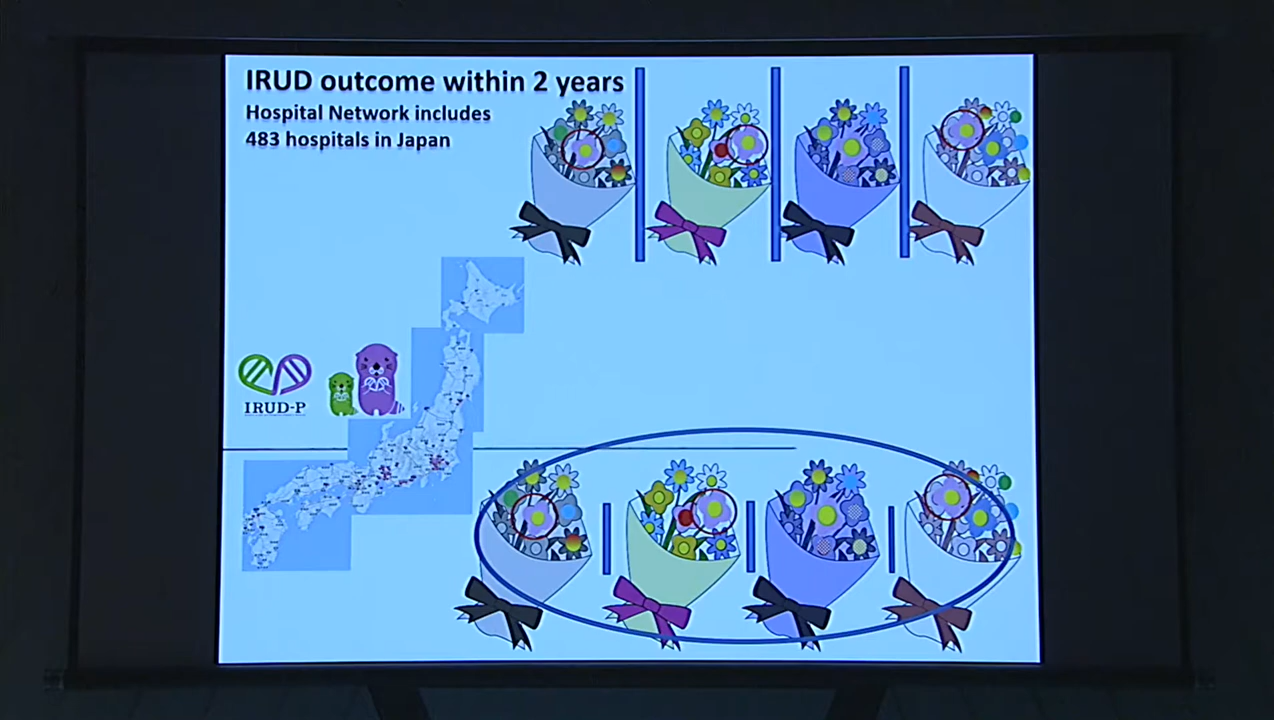 IRUD outcome within 2 years
Hospital Network includes
483 hospitals in Japan
IRUD-P